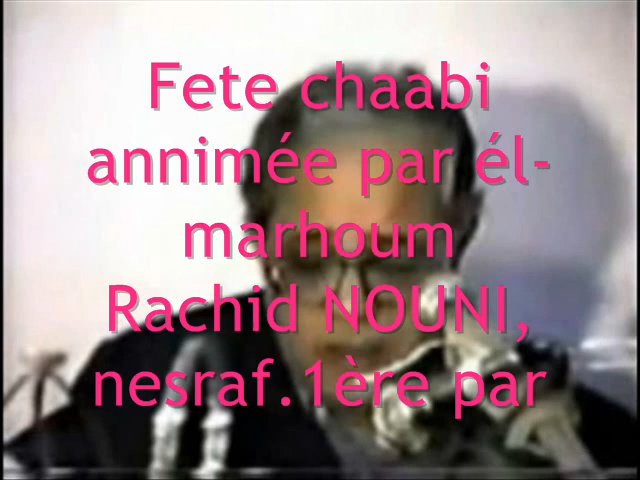 Fete chaabi
annimée par él-
marhoum
Rachid NOUNI,
nesraf.1ère par